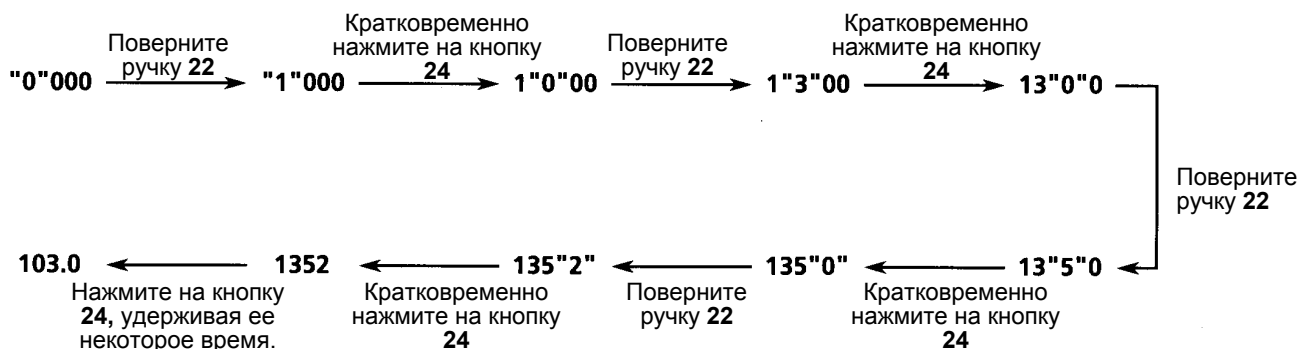 Поверните
ручку 22
Кратковременно
нажмите на кнопку
24
Поверните
ручку 22
Кратковременно
нажмите на кнопку
24
"0"000 "1"000 1"0"00 1"3"00 13"0"0
Поверните
ручку 22
103.0 1352 135"2" 135"0" 13"5"0
Нажмите на кнопку
24, удерживая ее
некоторое время.
Кратковременно
нажмите на кнопку
24
Поверните
ручку 22
Кратковременно
нажмите на кнопку
24